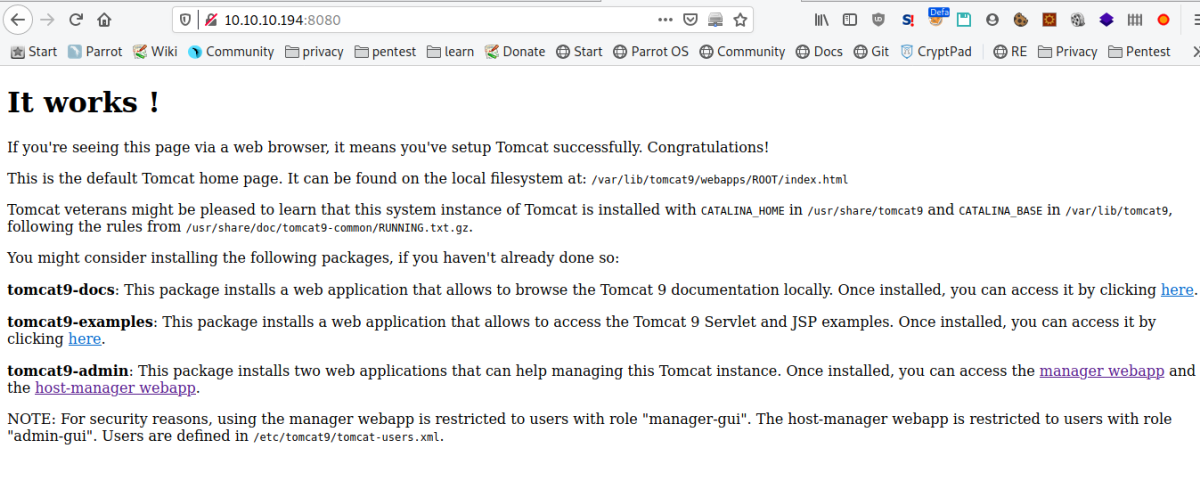 10.10.10.194:8080
Defa
S!
Start Parrot Wiki Community privacy pentest learn Donate Start Parrot OS Community Docs Git CryptPad RE Privacy Pentest
It works !
If you're seeing this page via a web browser, it means you've setup Tomcat successfully. Congratulations!
This is the default Tomcat home page. It can be found on the local filesystem at: /var/lib/tomcat9/webapps/ROOT/index.html
Tomcat veterans might be pleased to learn that this system instance of Tomcat is installed with CATALINA_HOME in /usr/share/tomcat9 and CATALINA_BASE in /var/lib/tomcat9,
following the rules from /usr/share/doc/tomcat9-common/RUNNING.txt.gz.
You might consider installing the following packages, if you haven't already done so:
tomcat9-docs: This package installs a web application that allows to browse the Tomcat 9 documentation locally. Once installed, you can access it by clicking here.
tomcat9-examples: This package installs a web application that allows to access the Tomcat 9 Servlet and JSP examples. Once installed, you can access it by
clicking here.
tomcat9-admin: This package installs two web applications that can help managing this Tomcat instance. Once installed, you can access the manager webapp and
the host-manager webapp.
NOTE: For security reasons, using the manager webapp is restricted to users with role "manager-gui". The host-manager webapp is restricted to users with role
"admin-gui". Users are defined in /etc/tomcat9/tomcat-users.xml.